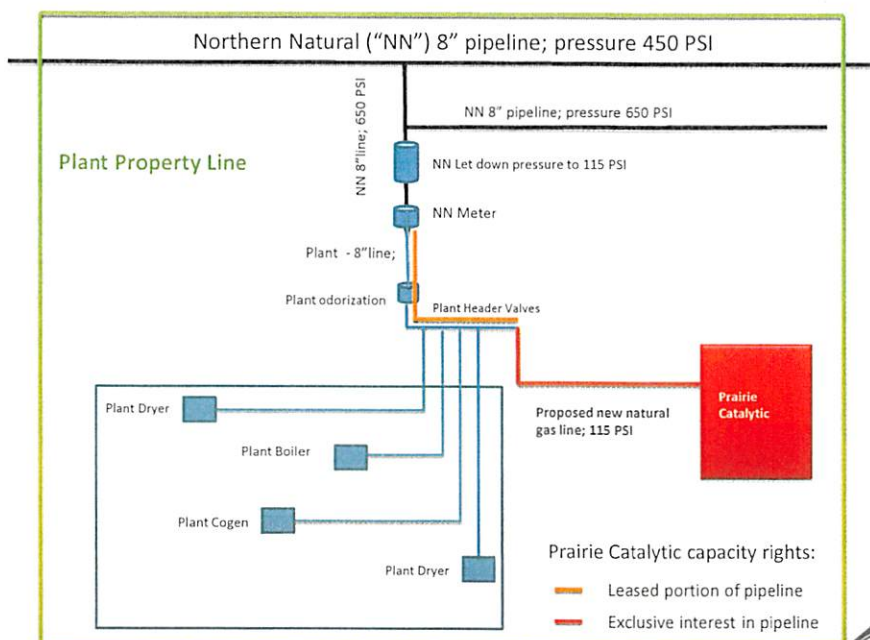 Northern Natural ("NN") 8" pipeline; pressure 450 PSI
NN 8" pipeline; pressure 650 PSI
NN 8"line; 650 PSI
Plant Property Line
NN Let down pressure to 115 PSI
NN Meter
Plant - 8"line;
Plant odorization
Plant Header Valves
Prairie
Catalytic
Proposed new natural
gas line; 115 PSI
Plant Dryer
Plant Boiler
Plant Cogen
Plant Dryer
Prairie Catalytic capacity rights:
Leased portion of pipeline
Exclusive interest in pipeline